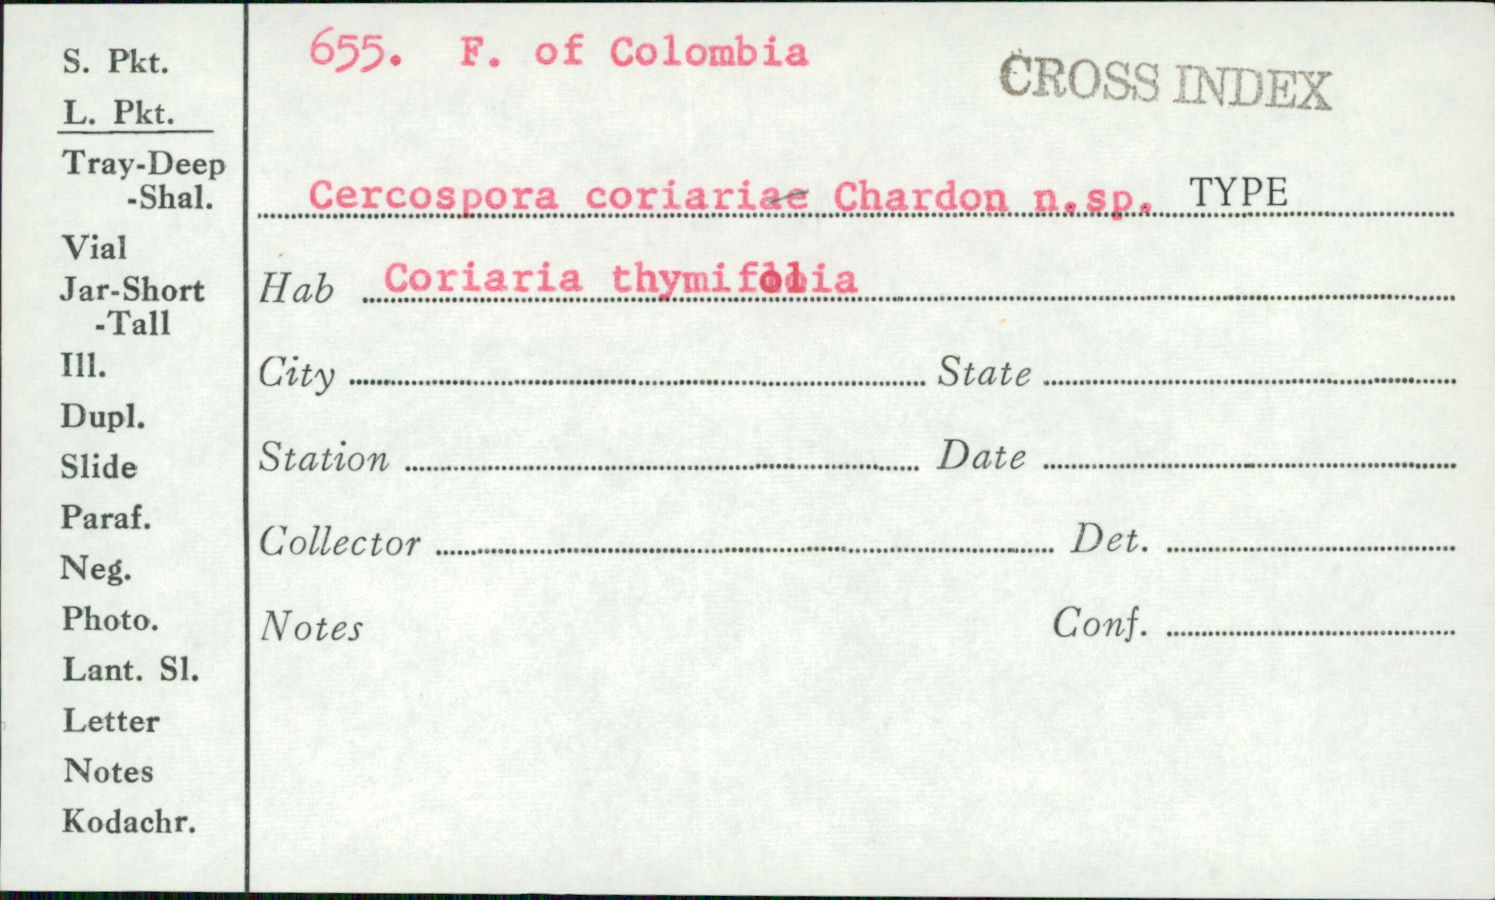 S. Pkt.
L. Pkt.
Tray-Deep
-Shal.
Vial
Jar-Short
-Tall
Ill.
Dupl.
Slide
Paraf.
Neg.
Photo.
Lant. Sl.
Letter
Notes
Kodachr.
655. F. of Colombia
CROSS INDEX
Cercospora coriariae Chardon n.sp. TYPE
Hab Coriaria thymifolia
City State
Station Date
Collector Det.
Notes Conf.